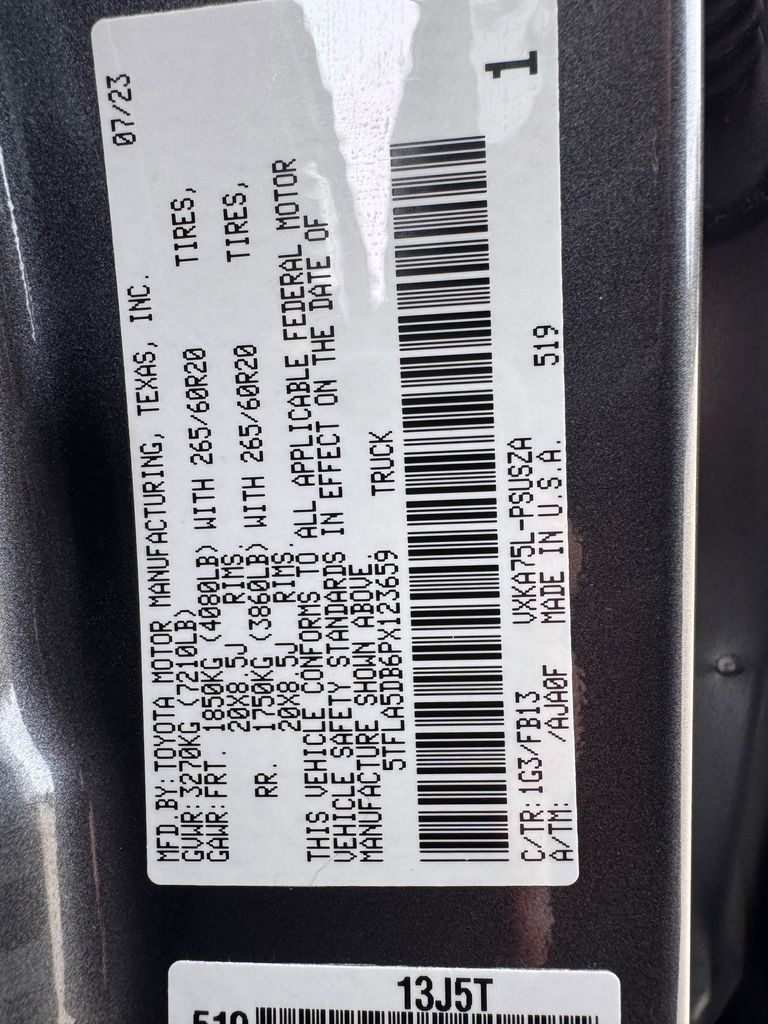 07/23
MFD.BY:TOYOTA MOTOR MANUFACTURING, TEXAS, INC.
GVWR:3270KG (7210LB)
GAWR:FRT. 1850KG (4080LB) WITH 265/60R20 TIRES,
20X8.5J RIMS.
RR. 1750KG (3860LB) WITH 265/60R20 TIRES,
20X8.5J RIMS.
THIS VEHICLE CONFORMS TO ALL APPLICABLE FEDERAL MOTOR
VEHICLE SAFETY STANDARDS IN EFFECT ON THE DATE OF
MANUFACTURE SHOWN ABOVE.
5TFLA5DB6PX123659 TRUCK
1
C/TR:1G3/FB13 VXKA75L-PSUSZA 519
A/TM: /AJA0F MADE IN U.S.A.
13J5T
519